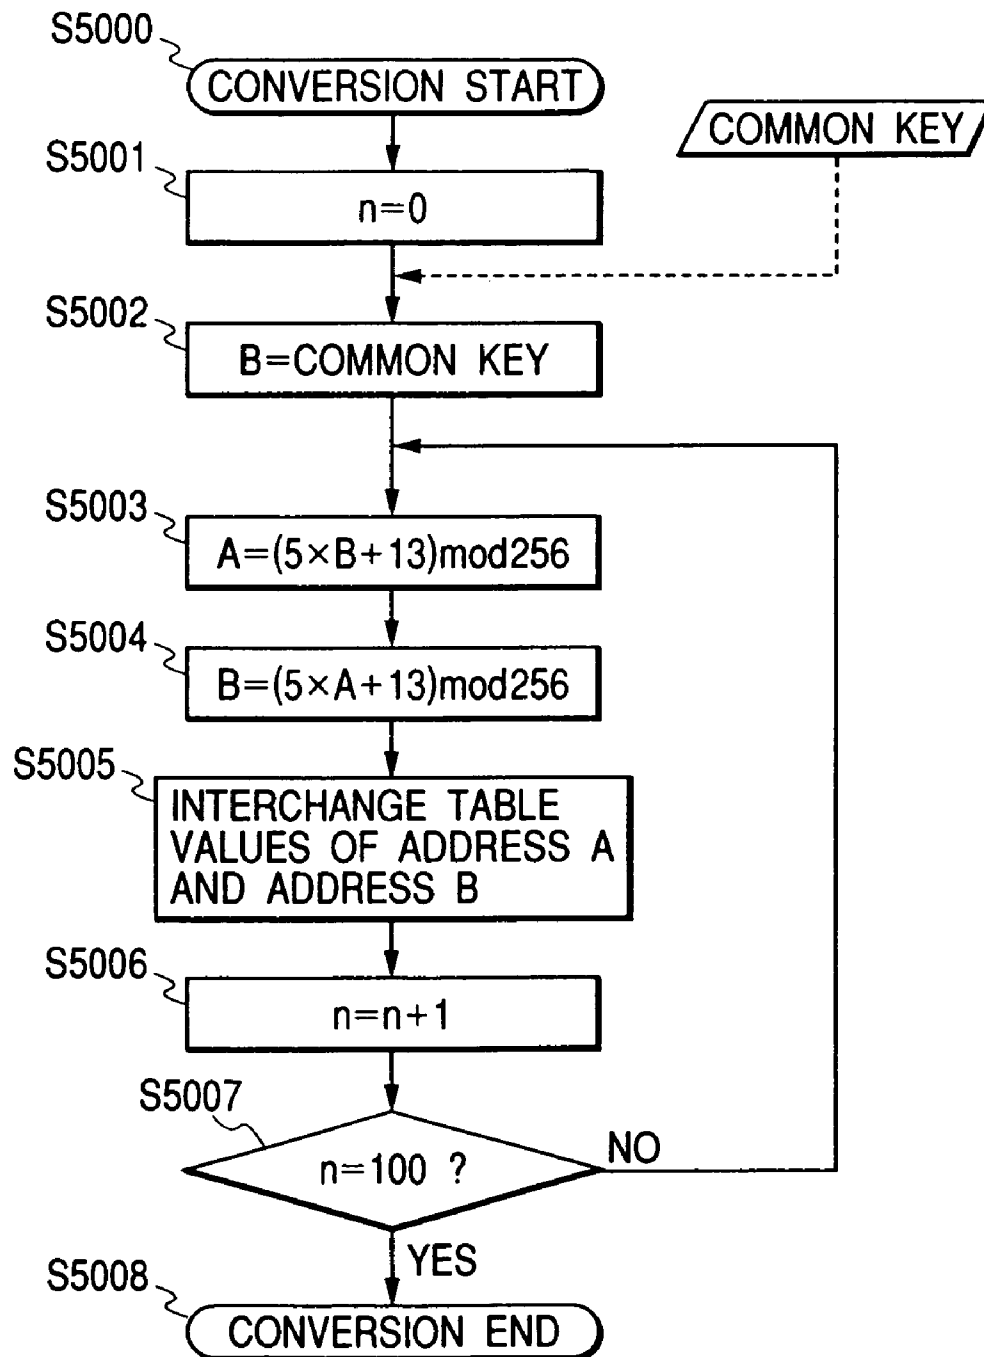 S5000
CONVERSION START
COMMON KEY
S5001
n=0
S5002
B=COMMON KEY
S5003
A=(5×B+13)mod256
S5004
B=(5×A+13)mod256
S5005
INTERCHANGE TABLE
VALUES OF ADDRESS A
AND ADDRESS B
S5006
n=n+1
S5007
n=100 ?
NO
YES
S5008
CONVERSION END